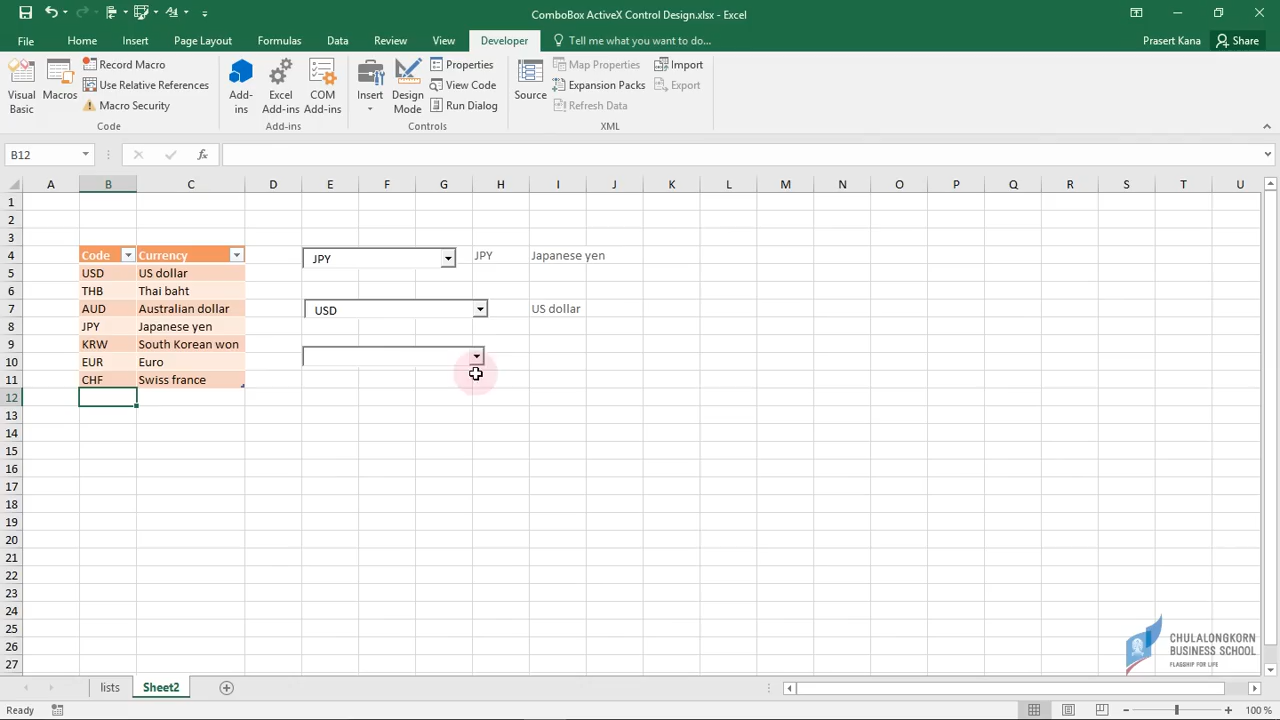 ComboBox ActiveX Control Design.xlsx - Excel
File Home Insert Page Layout Formulas Data Review View Developer Tell me what you want to do... Prasert Kana Share
Visual Basic
Macros
Record Macro
Use Relative References
Macro Security
Code
Add-ins
Excel Add-ins
COM Add-ins
Add-ins
Insert
Design Mode
Properties
View Code
Run Dialog
Controls
Source
Map Properties
Expansion Packs
Refresh Data
Import
Export
XML
B12
fx
A B C D E F G H I J K L M N O P Q R S T U
1
2
3
4 Code Currency JPY JPY Japanese yen
5 USD US dollar
6 THB Thai baht
7 AUD Australian dollar USD US dollar
8 JPY Japanese yen
9 KRW South Korean won
10 EUR Euro
11 CHF Swiss france
12
13
14
15
16
17
18
19
20
21
22
23
24
25
26
27
CHULALONGKORN
BUSINESS SCHOOL
FLAGSHIP FOR LIFE
lists Sheet2
Ready 100 %